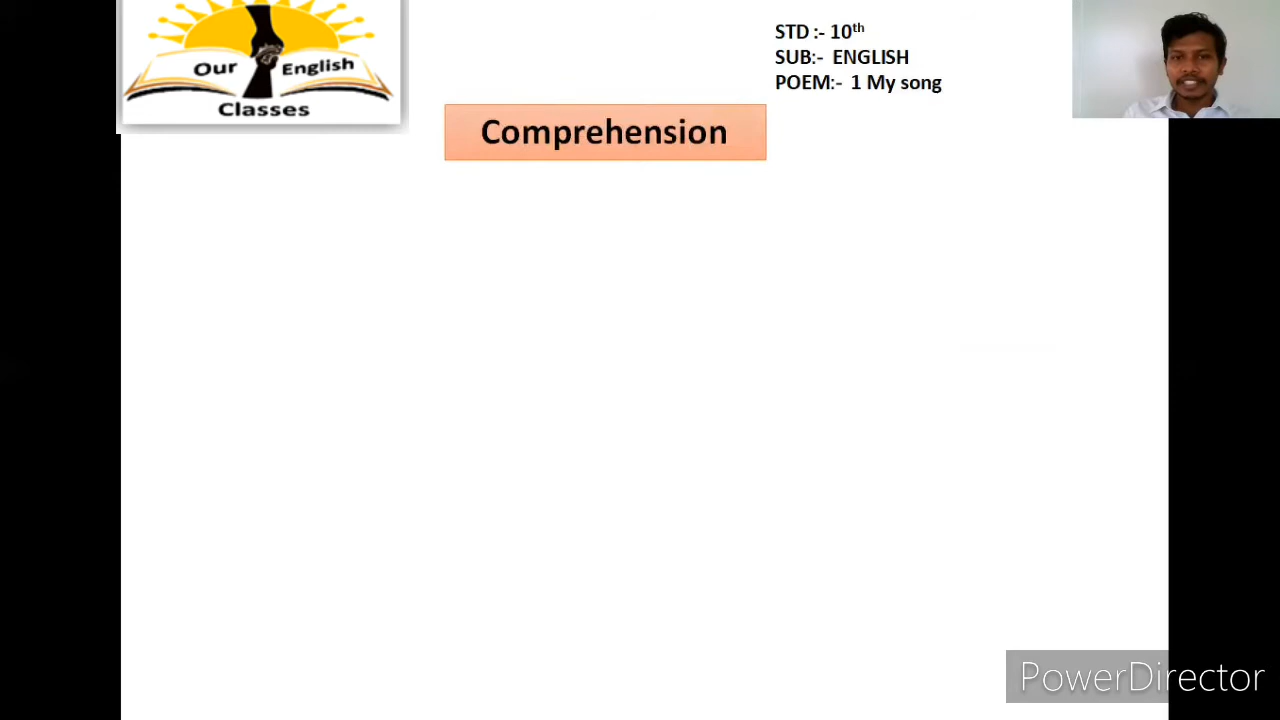 Our English
Classes
STD :- 10th
SUB:- ENGLISH
POEM:- 1 My song
Comprehension
PowerDirector